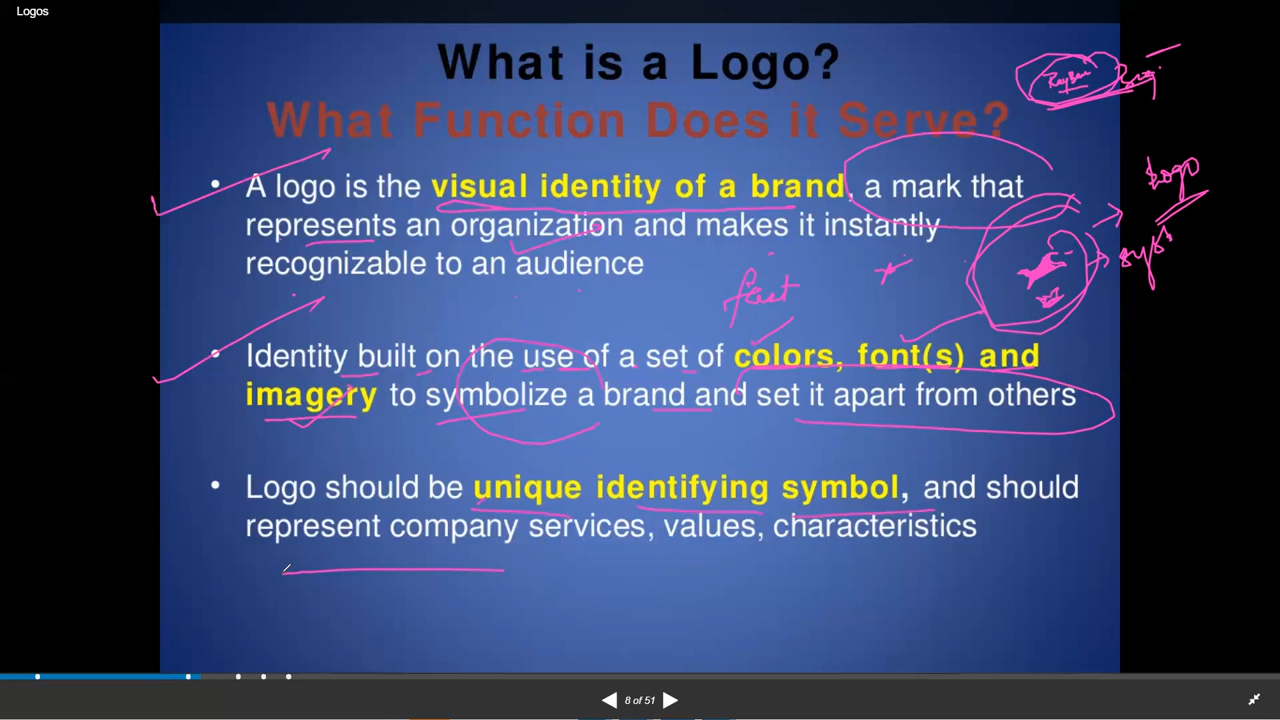 Logos
What is a Logo?
What Function Does it Serve?
RayBan
• A logo is the visual identity of a brand, a mark that
represents an organization and makes it instantly
recognizable to an audience
Logo
fast
• Identity built on the use of a set of colors, font(s) and
imagery to symbolize a brand and set it apart from others
• Logo should be unique identifying symbol, and should
represent company services, values, characteristics
8 of 51